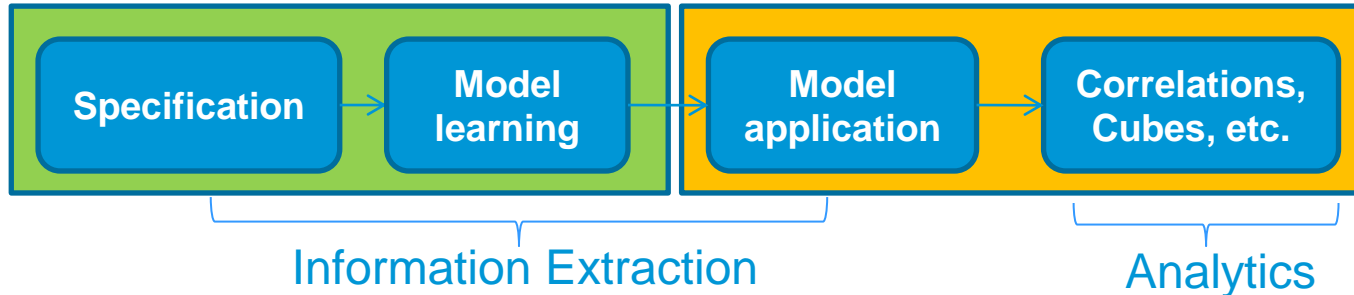 Specification
Model
learning
Model
application
Correlations,
Cubes, etc.
Information Extraction
Analytics